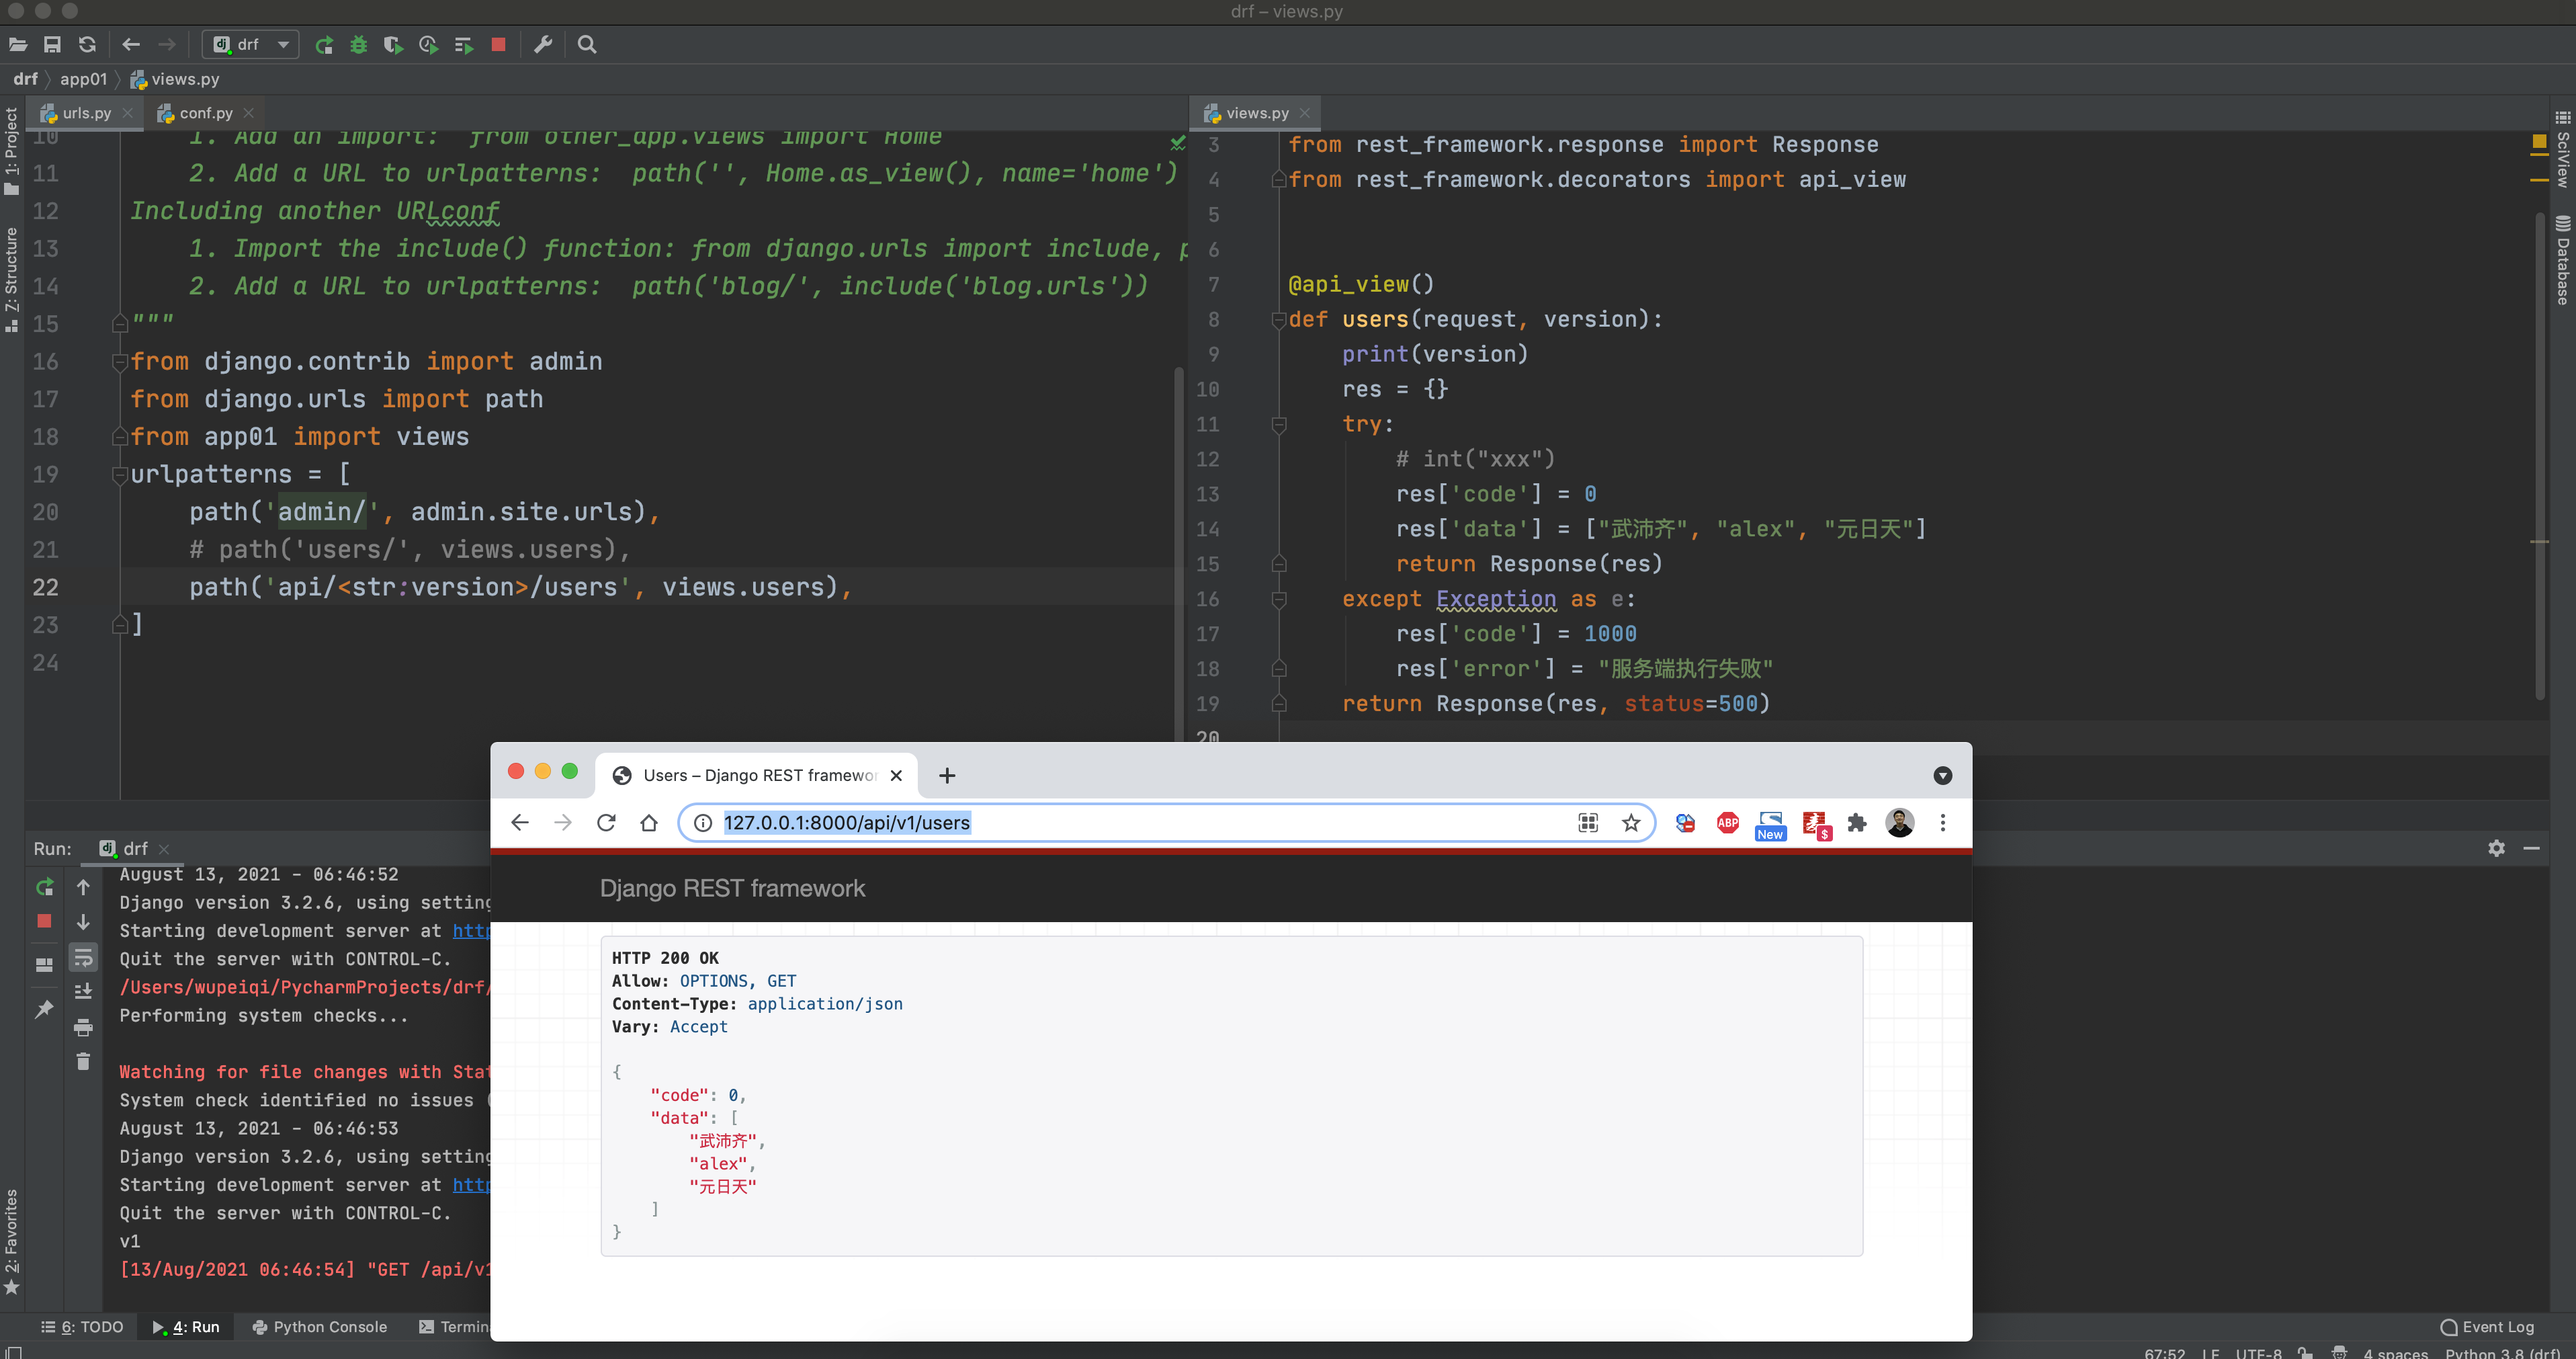 drf – views.py
drf
drf
app01
views.py
urls.py
conf.py
10
1. Add an import:  from other_app.views import Home
11
2. Add a URL to urlpatterns:  path('', Home.as_view(), name='home')
12
Including another URLconf
13
1. Import the include() function: from django.urls import include, p
14
2. Add a URL to urlpatterns:  path('blog/', include('blog.urls'))
15
"""
16
from django.contrib import admin
17
from django.urls import path
18
from app01 import views
19
urlpatterns = [
20
path('admin/', admin.site.urls),
21
# path('users/', views.users),
22
path('api/<str:version>/users', views.users),
23
]
24
views.py
3
from rest_framework.response import Response
4
from rest_framework.decorators import api_view
5
6
7
@api_view()
8
def users(request, version):
9
print(version)
10
res = {}
11
try:
12
# int("xxx")
13
res['code'] = 0
14
res['data'] = ["武沛齐", "alex", "元日天"]
15
return Response(res)
16
except Exception as e:
17
res['code'] = 1000
18
res['error'] = "服务端执行失败"
19
return Response(res, status=500)
20
1: Project
Z: Structure
2: Favorites
SciView
Database
Run:
drf
August 13, 2021 - 06:46:52
Django version 3.2.6, using setting
Starting development server at http
Quit the server with CONTROL-C.
/Users/wupeiqi/PycharmProjects/drf/
Performing system checks...
Watching for file changes with Stat
System check identified no issues (
August 13, 2021 - 06:46:53
Django version 3.2.6, using setting
Starting development server at http
Quit the server with CONTROL-C.
v1
[13/Aug/2021 06:46:54] "GET /api/v1
Users – Django REST framewor
127.0.0.1:8000/api/v1/users
ABP
New
$
Django REST framework
HTTP 200 OK
Allow: OPTIONS, GET
Content-Type: application/json
Vary: Accept
{
"code": 0,
"data": [
"武沛齐",
"alex",
"元日天"
]
}
6: TODO
4: Run
Python Console
Termin
Event Log
67:52
LF
UTF-8
4 spaces
Python 3.8 (drf)